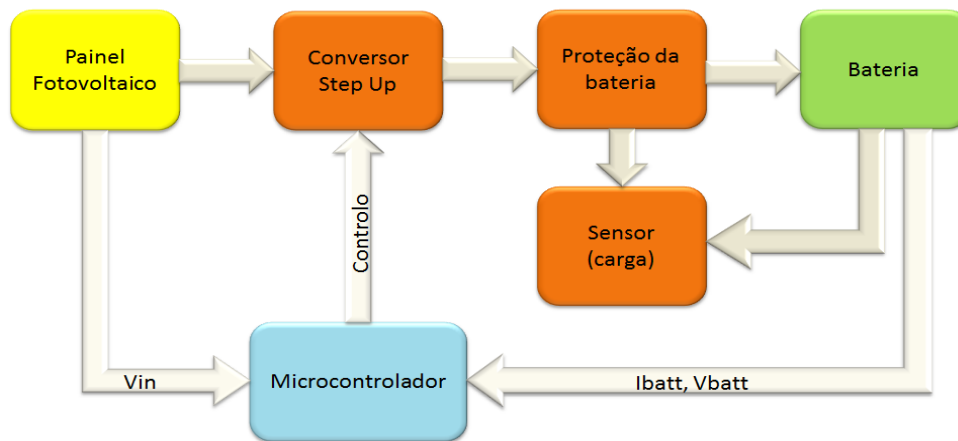 Painel
Fotovoltaico
Conversor
Step Up
Proteção da
bateria
Bateria
Controlo
Sensor
(carga)
Vin
Microcontrolador
Ibatt, Vbatt